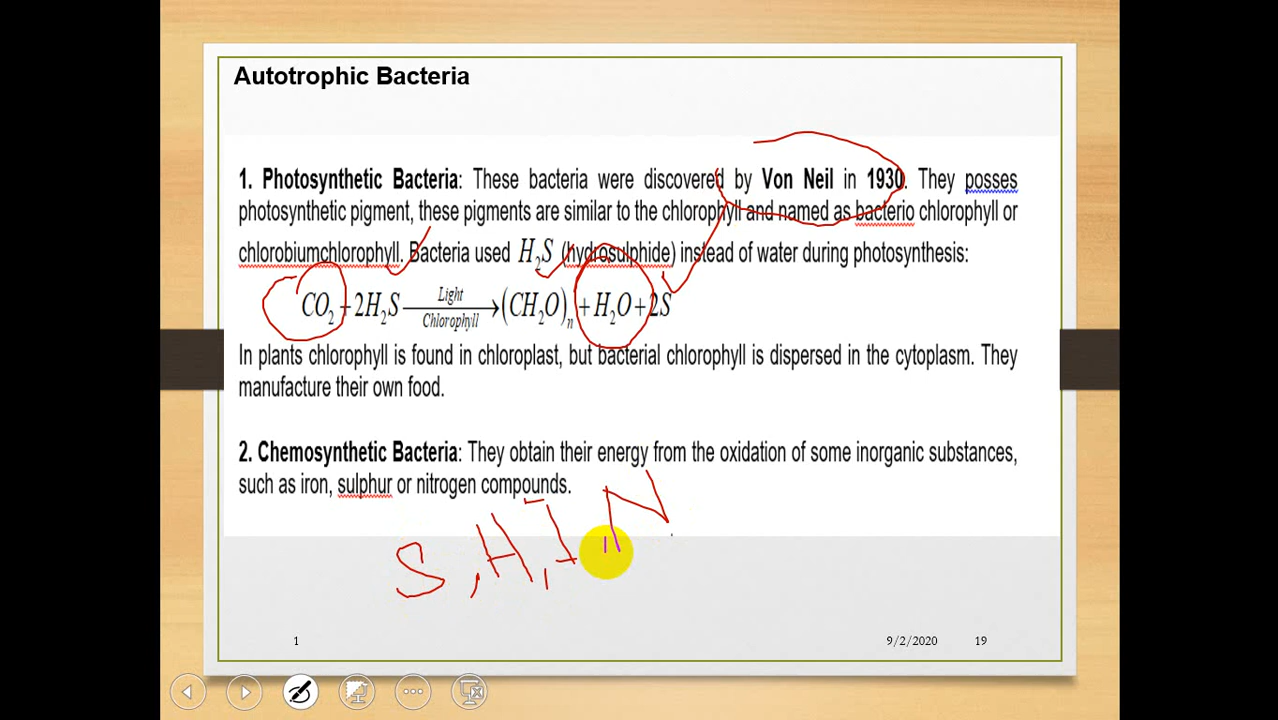 Autotrophic Bacteria
1. Photosynthetic Bacteria: These bacteria were discovered by Von Neil in 1930. They posses
photosynthetic pigment, these pigments are similar to the chlorophyll and named as bacterio chlorophyll or
chlorobiumchlorophyll. Bacteria used H₂S (hydrosulphide) instead of water during photosynthesis:
CO₂ + 2H₂S —Light/Chlorophyll→ (CH₂O)ₙ + H₂O + 2S
In plants chlorophyll is found in chloroplast, but bacterial chlorophyll is dispersed in the cytoplasm. They
manufacture their own food.
2. Chemosynthetic Bacteria: They obtain their energy from the oxidation of some inorganic substances,
such as iron, sulphur or nitrogen compounds.
S, H, I N
1 9/2/2020 19